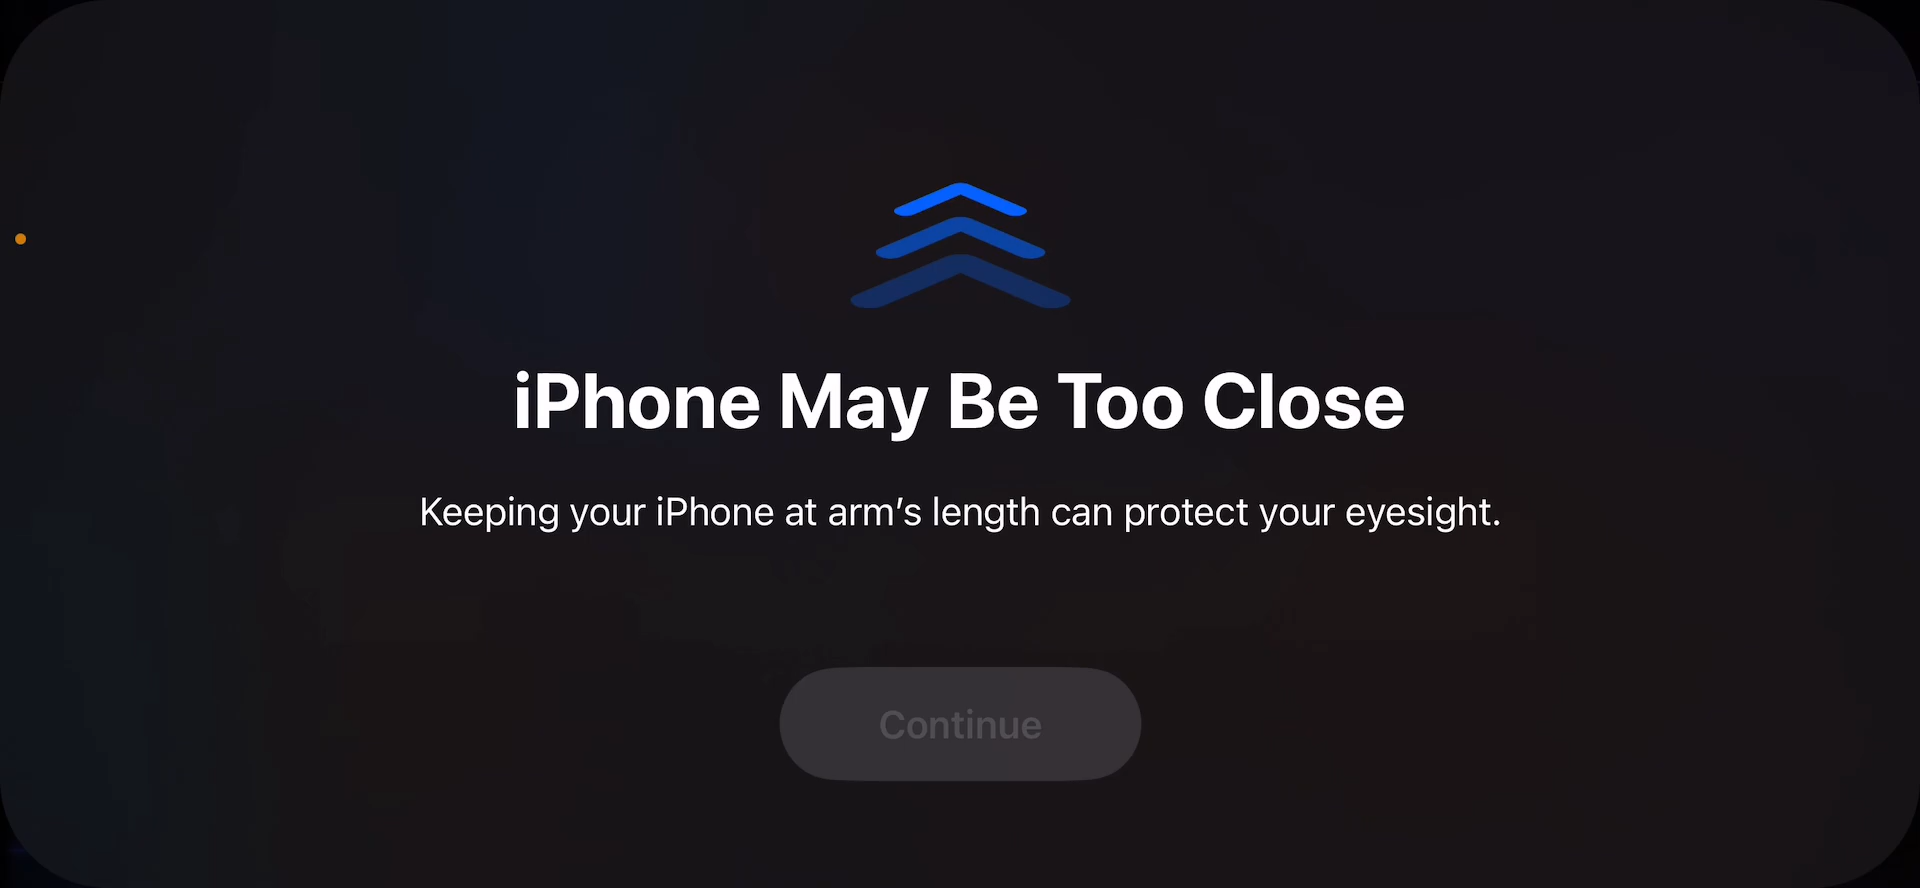 iPhone May Be Too Close
Keeping your iPhone at arm’s length can protect your eyesight.
Continue